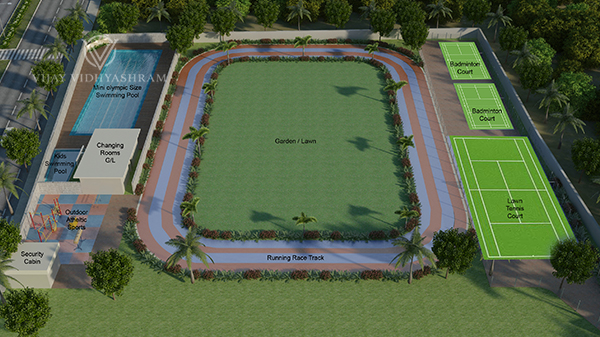 VIJAY VIDHYASHRAM
Mini olympic Size
Swimming Pool
Badminton
Court
Badminton
Court
Changing
Rooms
G/L
Garden / Lawn
Kids
Swimming
Pool
Lown
Tennis
Court
Outdoor
Athletic
Sports
Security
Cabin
Running Race Track